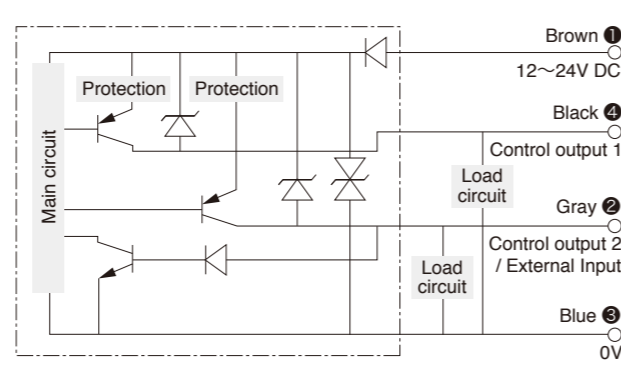 Brown ❶
12～24V DC
Protection
Protection
Black ❹
Control output 1
Main circuit
Load
circuit
Gray ❷
Control output 2
/ External Input
Load
circuit
Blue ❸
0V